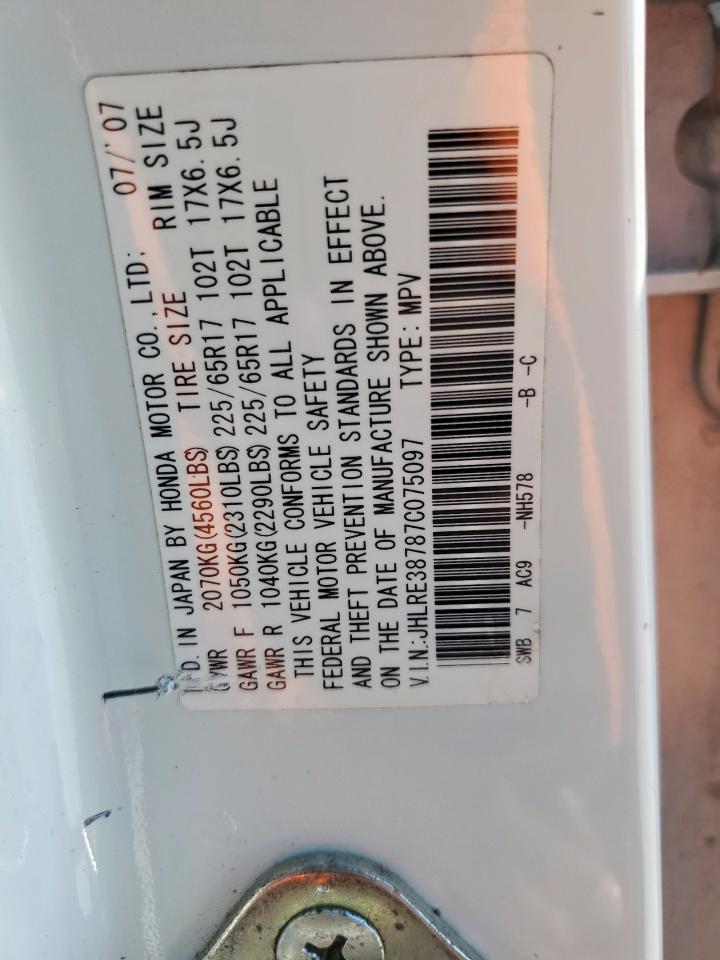 D. IN JAPAN BY HONDA MOTOR CO., LTD: 07/'07
GVWR 2070KG(4560LBS) TIRE SIZE RIM SIZE
GAWR F 1050KG(2310LBS) 225/65R17 102T 17X6.5J
GAWR R 1040KG(2290LBS) 225/65R17 102T 17X6.5J
THIS VEHICLE CONFORMS TO ALL APPLICABLE
FEDERAL MOTOR VEHICLE SAFETY
AND THEFT PREVENTION STANDARDS IN EFFECT
ON THE DATE OF MANUFACTURE SHOWN ABOVE.
V.I.N.:JHLRE38787C075097 TYPE: MPV
SWB 7 AC9 -NH578 -B -C